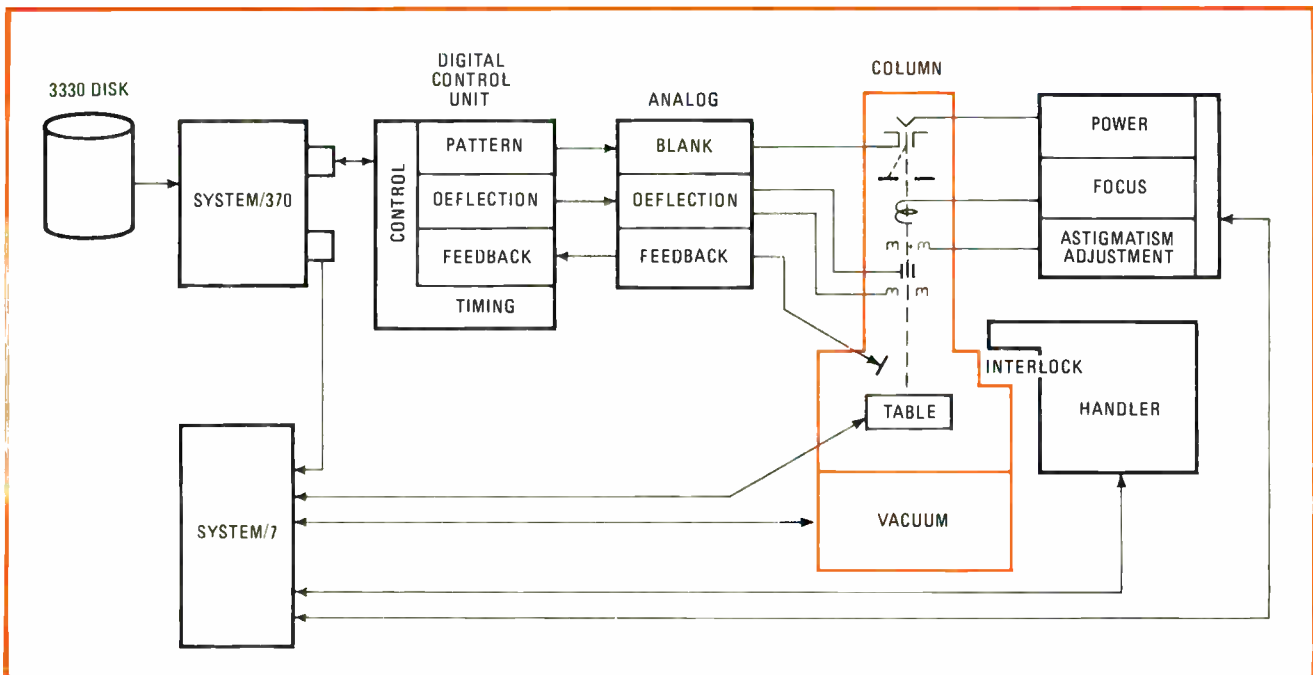 3330 DISK
SYSTEM/370
DIGITAL
CONTROL
UNIT
CONTROL
PATTERN
DEFLECTION
FEEDBACK
TIMING
ANALOG
BLANK
DEFLECTION
FEEDBACK
COLUMN
POWER
FOCUS
ASTIGMATISM
ADJUSTMENT
INTERLOCK
HANDLER
TABLE
VACUUM
SYSTEM/7